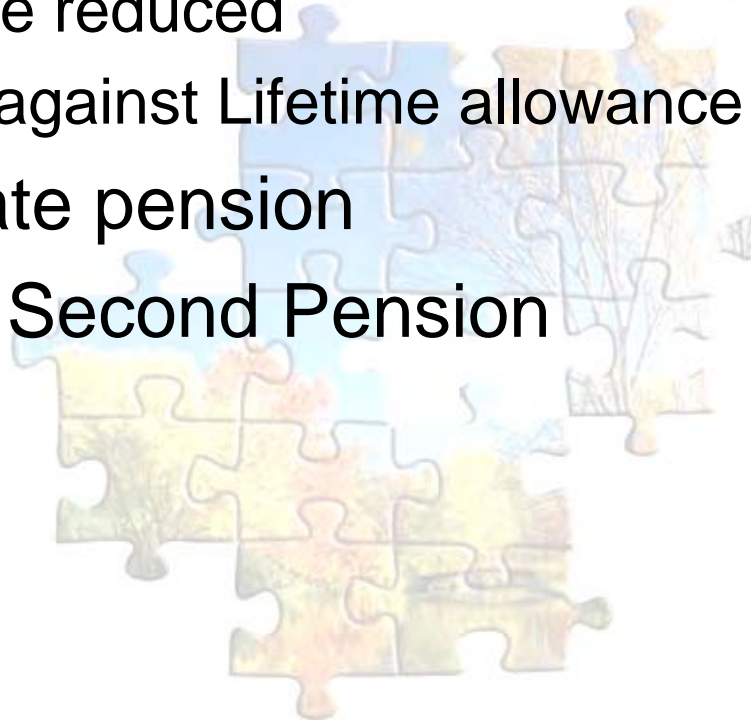 e reduced
against Lifetime allowance
ate pension
Second Pension